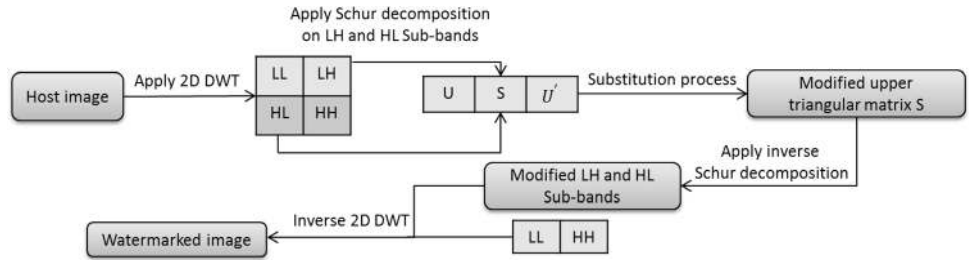 Apply Schur decomposition
on LH and HL Sub-bands
Host image
Apply 2D DWT
LL LH
HL HH
U S U′
Substitution process
Modified upper
triangular matrix S
Apply inverse
Schur decomposition
Modified LH and HL
Sub-bands
Inverse 2D DWT
Watermarked image
LL HH